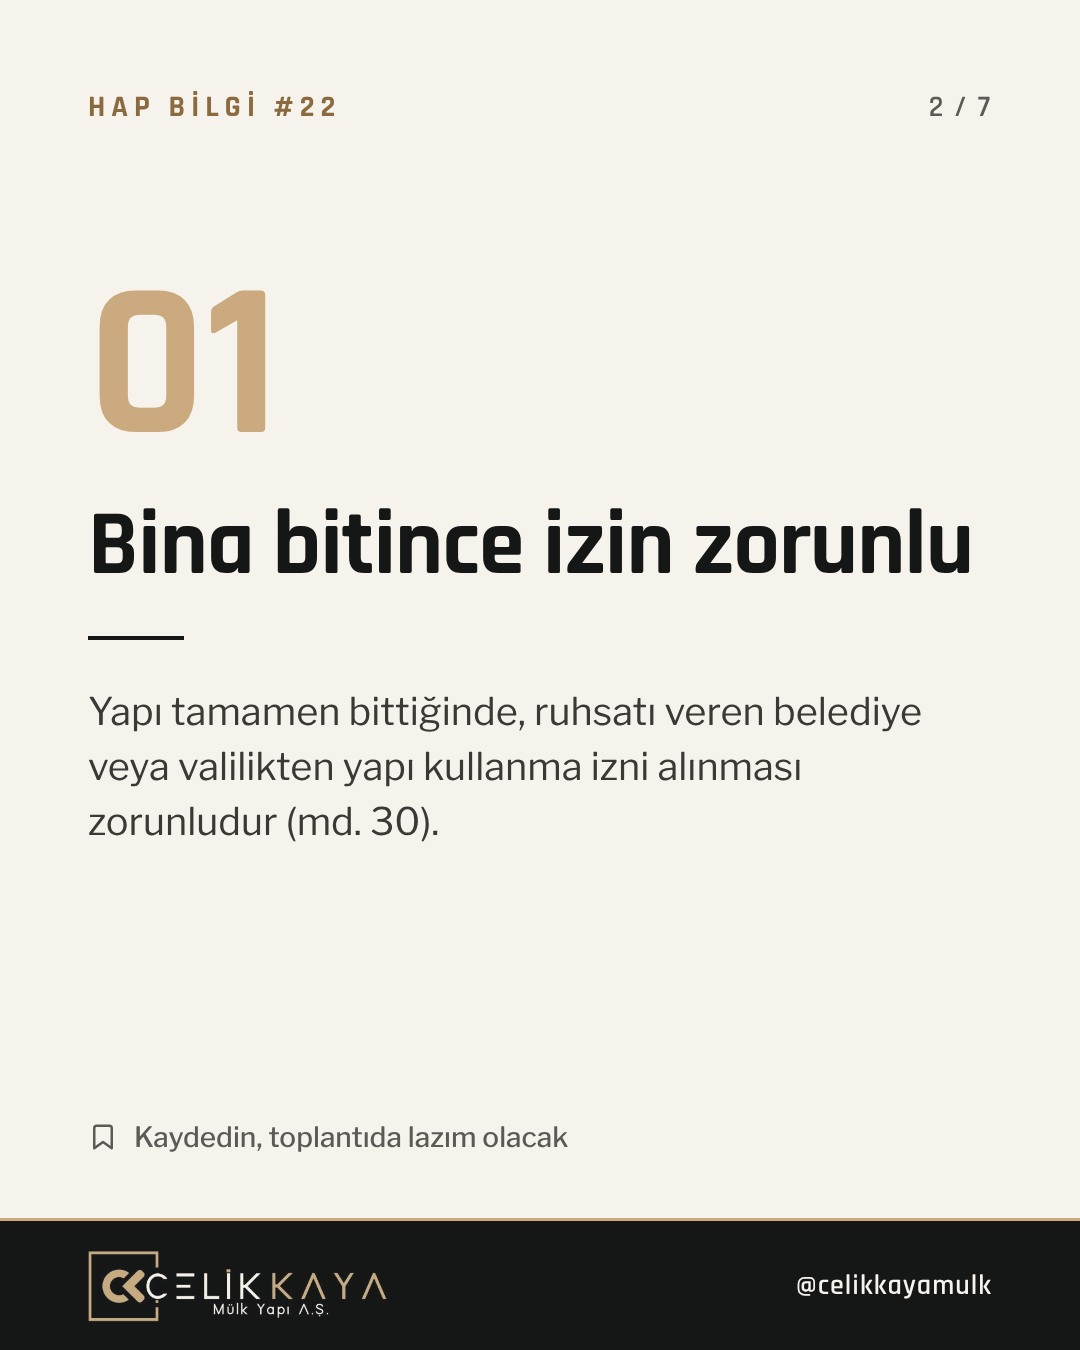 HAP BİLGİ #22
2 / 7
01
Bina bitince izin zorunlu
Yapı tamamen bittiğinde, ruhsatı veren belediye
veya valilikten yapı kullanma izni alınması
zorunludur (md. 30).
Kaydedin, toplantıda lazım olacak
ÇELİKKAYA
Mülk Yapı A.Ş.
@celikkayamulk